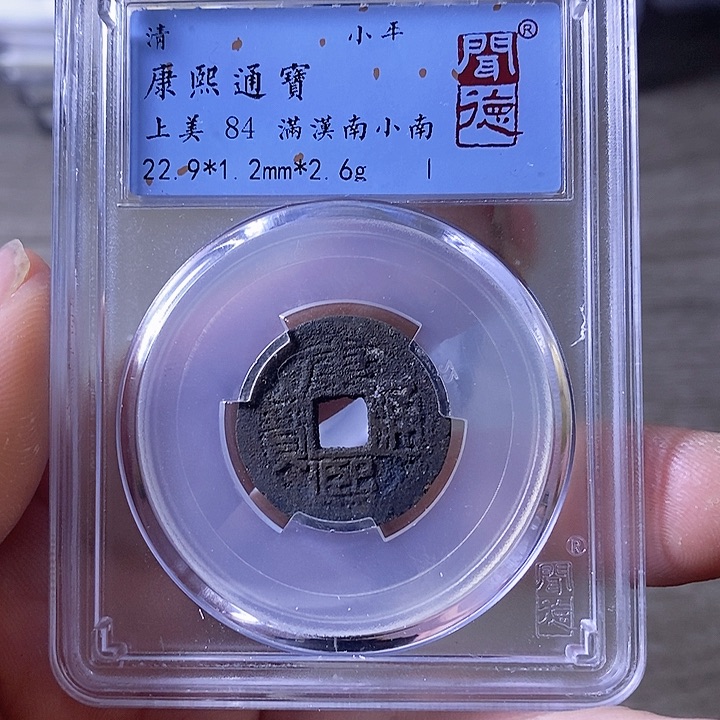 清 小平
康熙通寶
上美 84 滿漢南小南
22.9*1.2mm*2.6g
聞德®
康熙通寶
聞德®